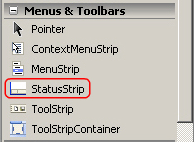 Menus & Toolbars
Pointer
ContextMenuStrip
MenuStrip
StatusStrip
ToolStrip
ToolStripContainer